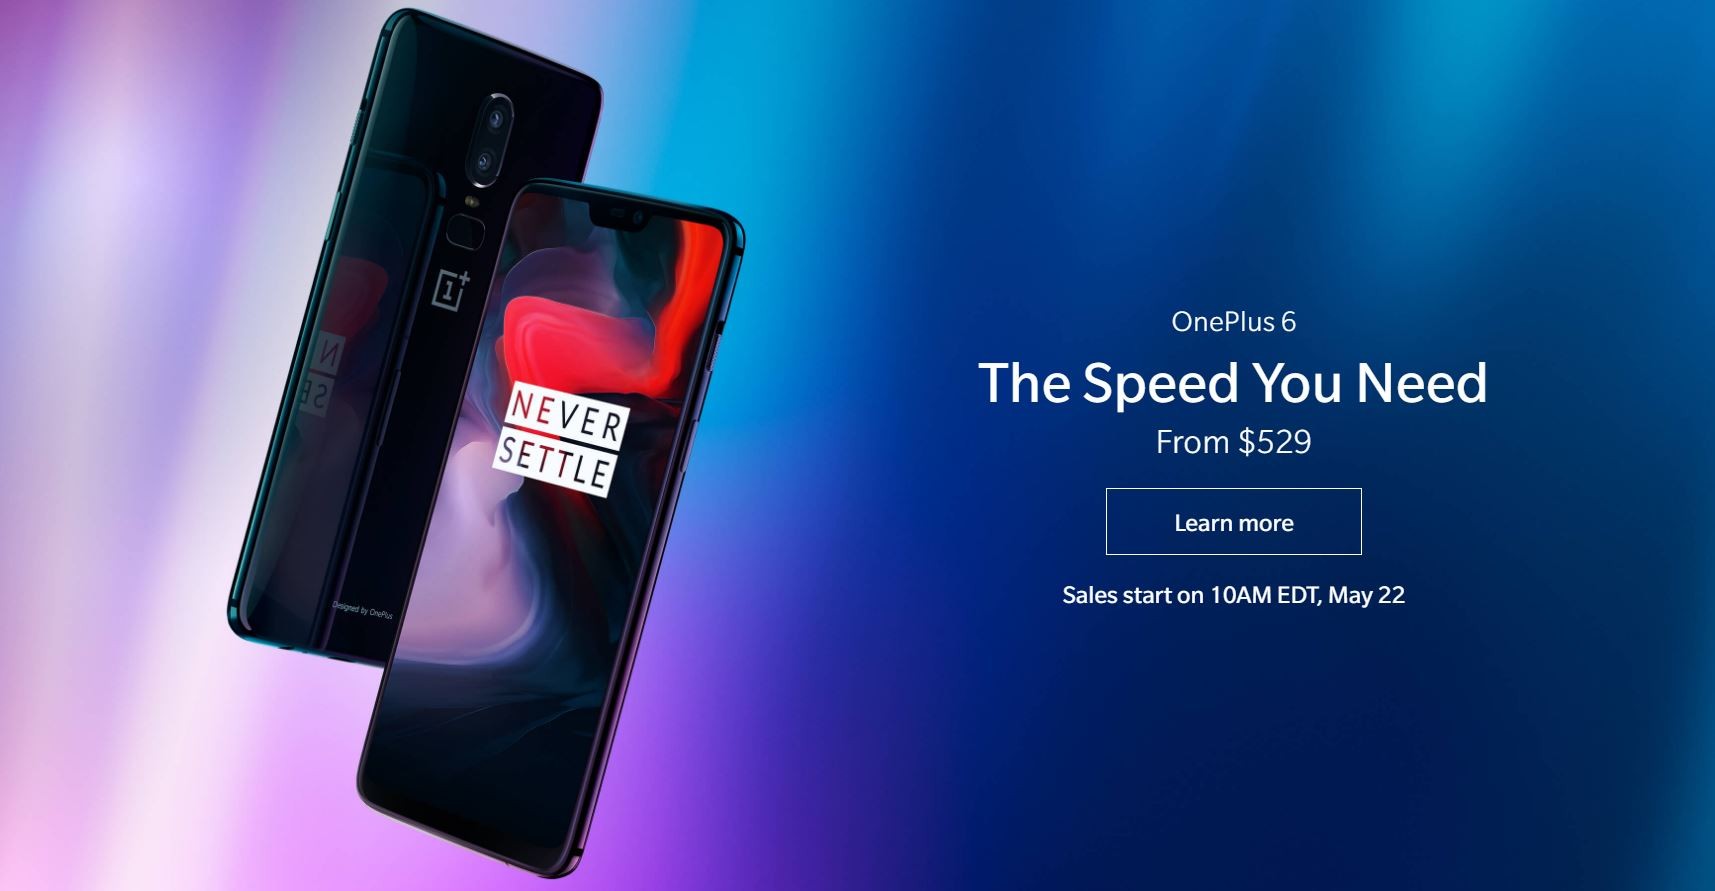 1+
NEVER
SETTLE
Designed by OnePlus
OnePlus 6
The Speed You Need
From $529
Learn more
Sales start on 10AM EDT, May 22